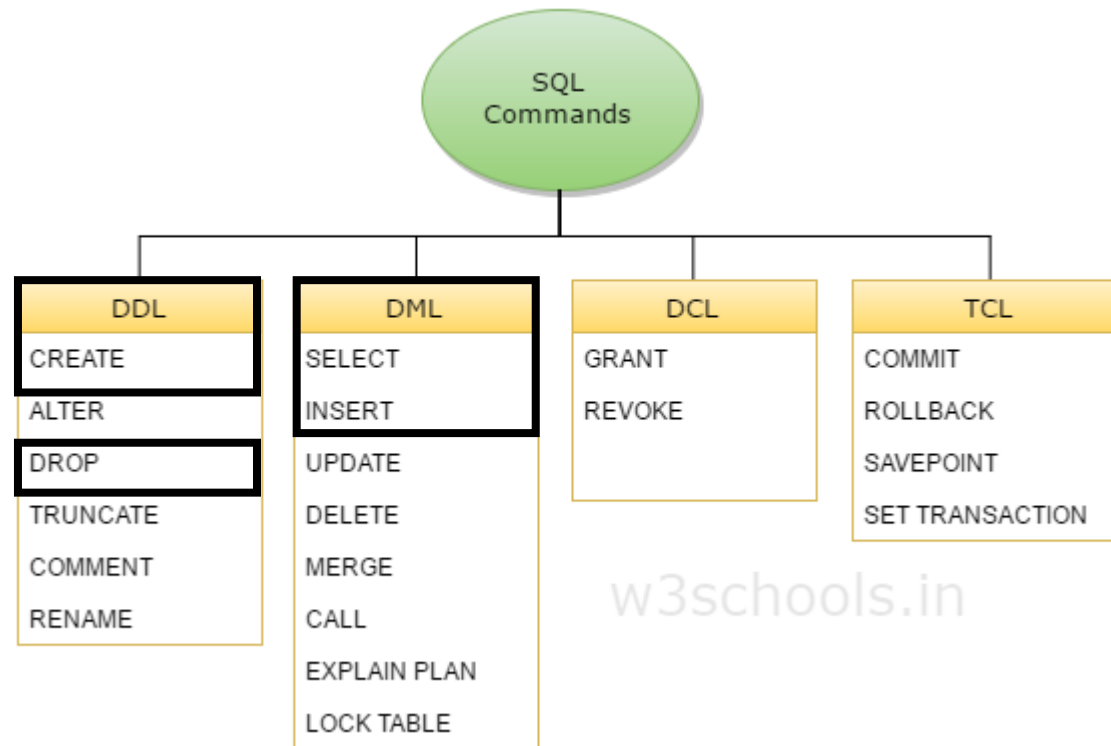 SQL
Commands
DDL
CREATE
ALTER
DROP
TRUNCATE
COMMENT
RENAME
DML
SELECT
INSERT
UPDATE
DELETE
MERGE
CALL
EXPLAIN PLAN
LOCK TABLE
DCL
GRANT
REVOKE
TCL
COMMIT
ROLLBACK
SAVEPOINT
SET TRANSACTION
w3schools.in